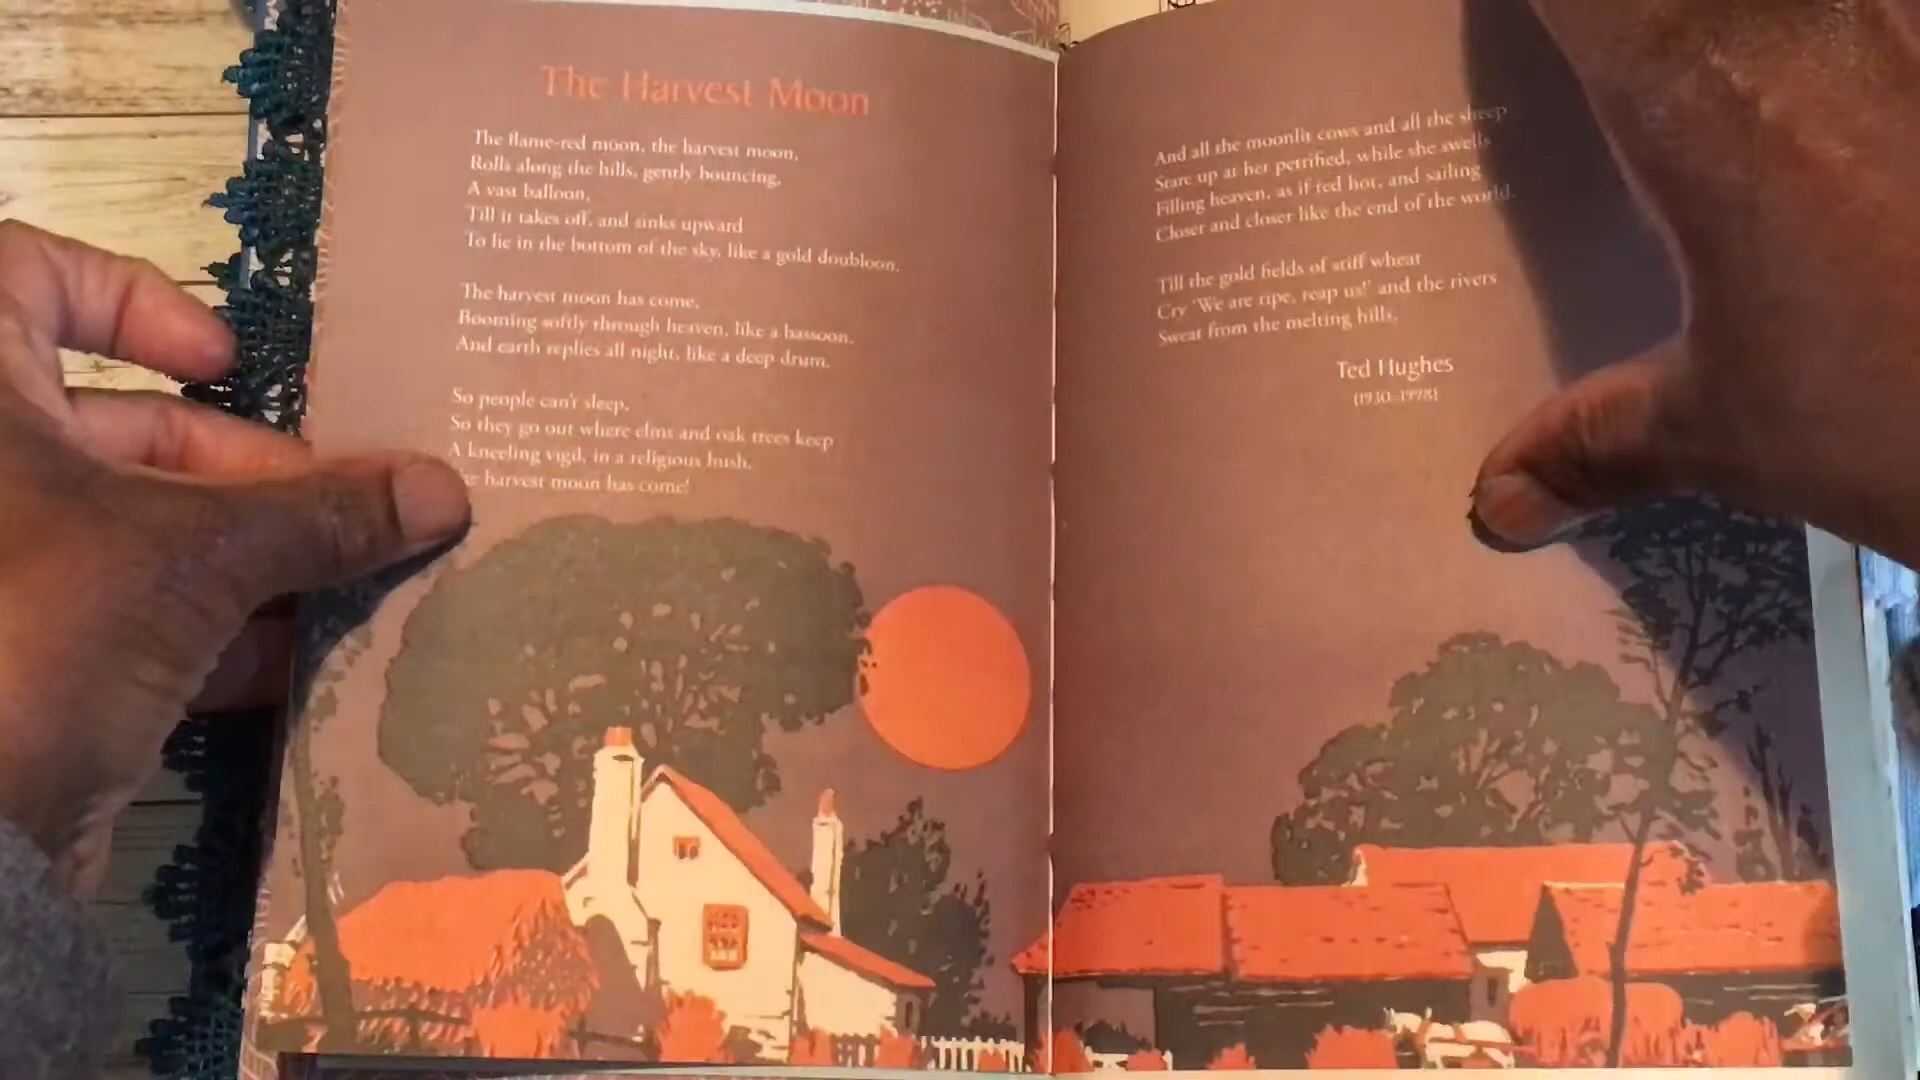 The Harvest Moon
The flame-red moon, the harvest moon,
Rolls along the hills, gently bouncing,
A vast balloon,
Till it takes off, and sinks upward
To lie in the bottom of the sky, like a gold doubloon.
The harvest moon has come,
Booming softly through heaven, like a bassoon.
And earth replies all night, like a deep drum.
So people can't sleep,
So they go out where elms and oak trees keep
A kneeling vigil, in a religious hush.
harvest moon has come!
And all the moonlit cows and all the sheep
Stare up at her petrified, while she swells
Filling heaven, as if red hot, and sailing
Closer and closer like the end of the world.
Till the gold fields of stiff wheat
Cry 'We are ripe, reap us!' and the rivers
Sweat from the melting hills.
Ted Hughes
(1930–1998)